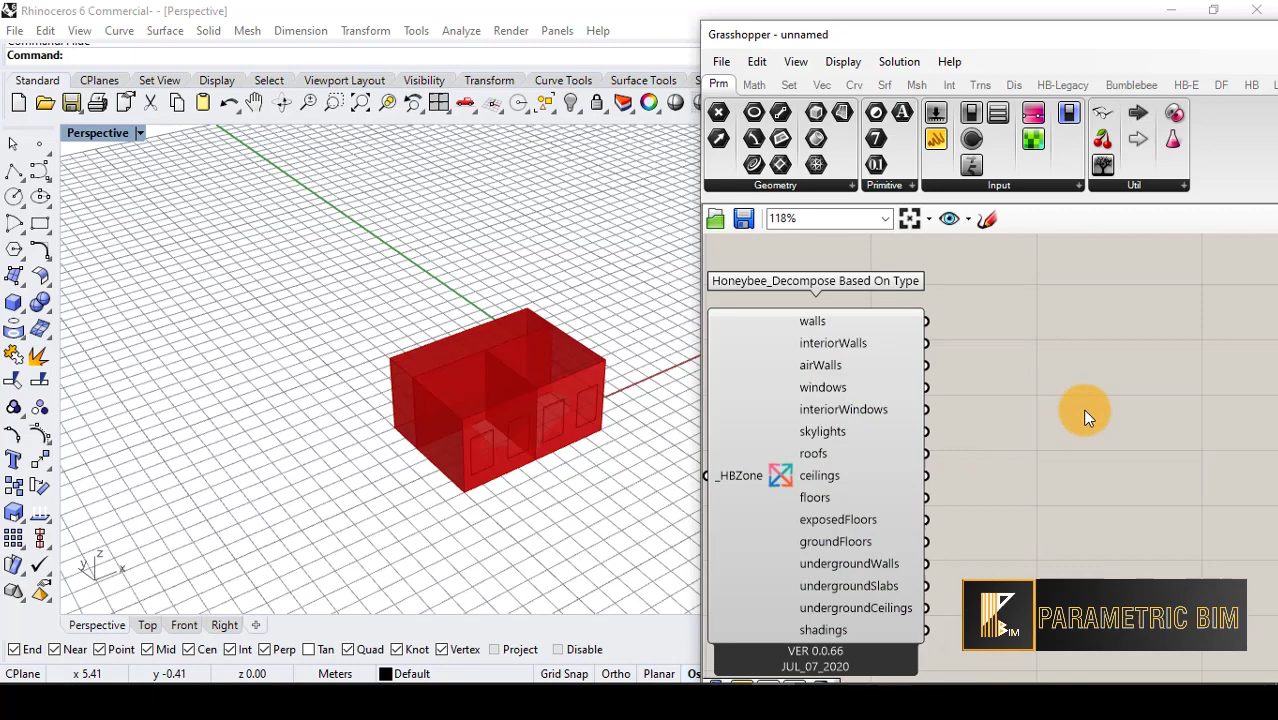 Rhinoceros 6 Commercial- - [Perspective]
File Edit View Curve Surface Solid Mesh Dimension Transform Tools Analyze Render Panels Help
Command:
Standard CPlanes Set View Display Select Viewport Layout Visibility Transform Curve Tools Surface Tools
Perspective
z
y
x
Perspective Top Front Right
End Near Point Mid Cen Int Perp Tan Quad Knot Vertex Project Disable
CPlane x 5.41 y -0.41 z 0.00 Meters Default Grid Snap Ortho Planar Os
Grasshopper - unnamed
File Edit View Display Solution Help
Prm Math Sets Vec Crv Srf Msh Int Trns Dis HB-Legacy Bumblebee HB-E DF HB
Geometry Primitive Input Util
118%
Honeybee_Decompose Based On Type
walls
interiorWalls
airWalls
windows
interiorWindows
skylights
roofs
_HBZone ceilings
floors
exposedFloors
groundFloors
undergroundWalls
undergroundSlabs
undergroundCeilings
shadings
VER 0.0.66
JUL_07_2020
BIM PARAMETRIC BIM